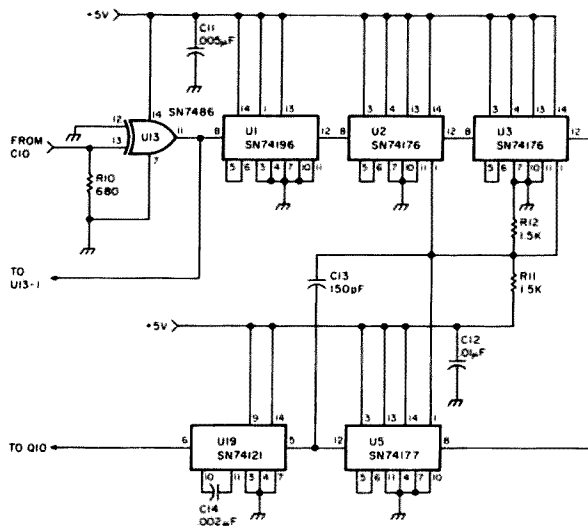 +5V
C11
.005µF
SN7486
14
12
13
U13
11
7
FROM
C10
R10
680
TO
U13-1
14 1 13
8
U1
SN74196
12
5 6 3 4 7 10 11
3 4 13 14
8
U2
SN74176
12
5 6 7 10 11 1
3 4 13 14
8
U3
SN74176
12
5 6 7 10 11 1
R12
1.5K
R11
1.5K
C13
150pF
+5V
C12
.01µF
9 14
TO Q10
6
U19
SN74121
5
10 11 3 4 7
C14
.002µF
3 13 14 1
12
U5
SN74177
8
5 6 11 4 7 10